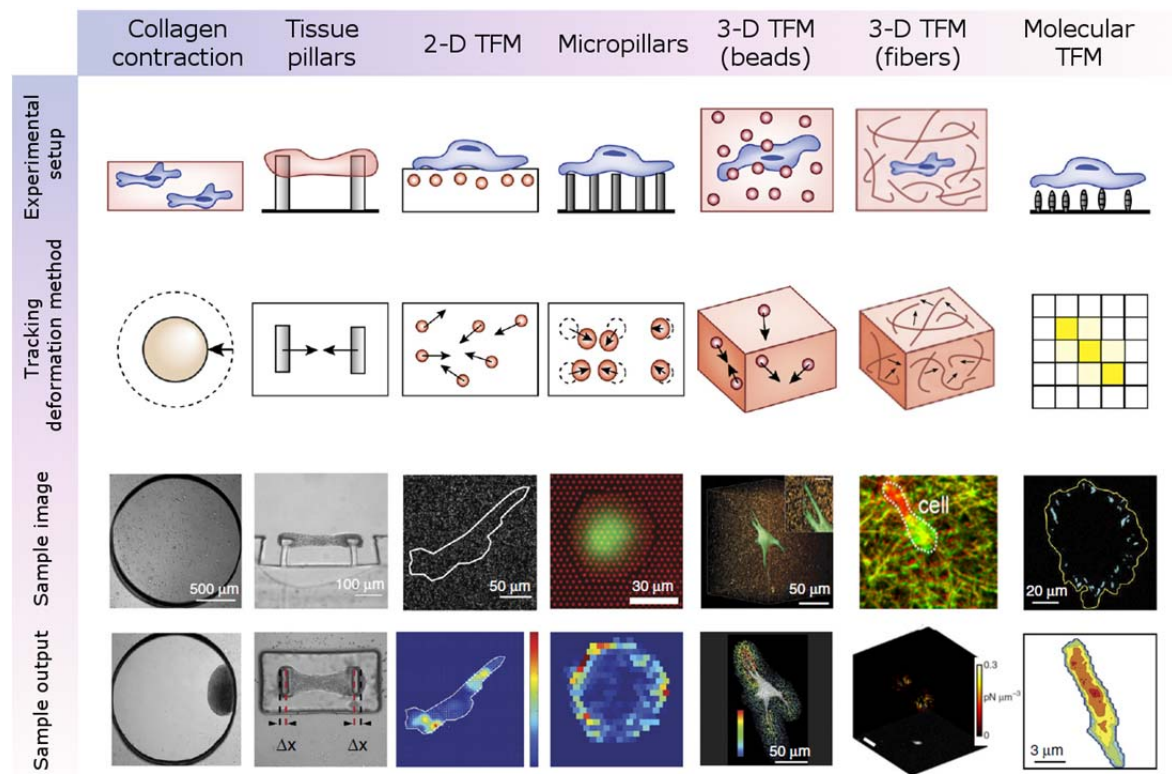 Collagen
contraction
Tissue
pillars
2-D TFM
Micropillars
3-D TFM
(beads)
3-D TFM
(fibers)
Molecular
TFM
Experimental
setup
Tracking
deformation method
Sample image
500 μm
100 μm
50 μm
30 μm
50 μm
cell
20 μm
Sample output
Δx
Δx
50 μm
0.3
pN μm⁻³
0
3 μm